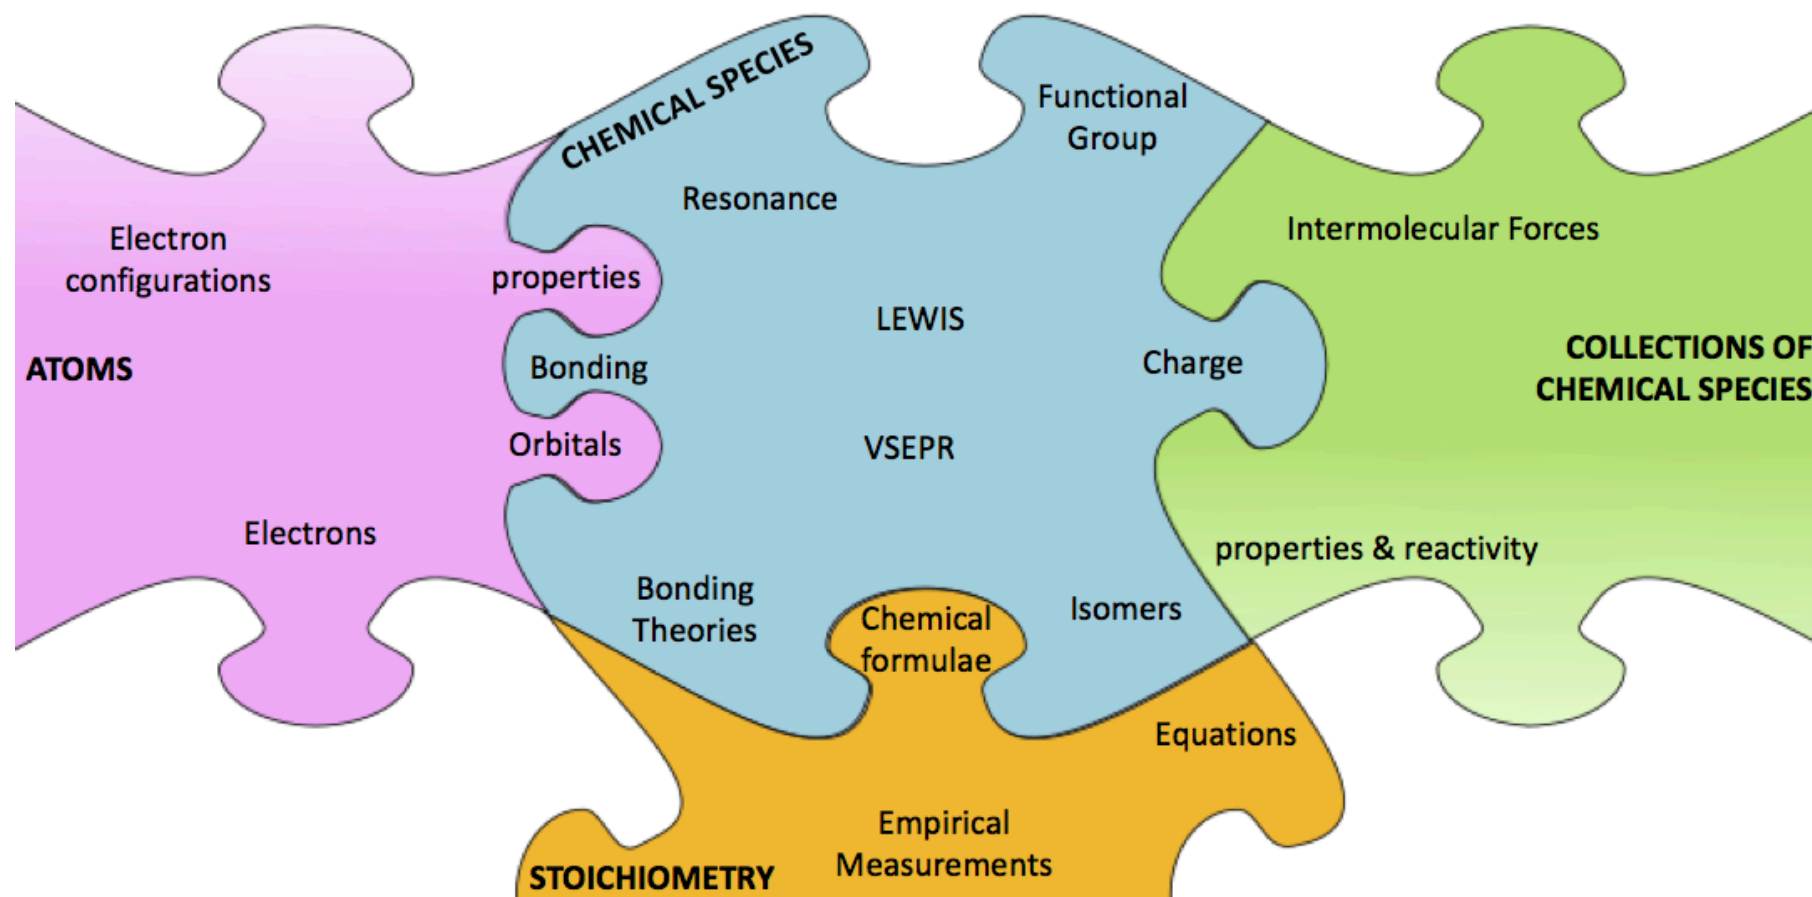 CHEMICAL SPECIES
Functional
Group
Resonance
Electron
configurations
properties
Intermolecular Forces
LEWIS
ATOMS
Bonding
Charge
COLLECTIONS OF
CHEMICAL SPECIES
Orbitals
VSEPR
Electrons
properties & reactivity
Bonding
Theories
Chemical
formulae
Isomers
Equations
Empirical
Measurements
STOICHIOMETRY